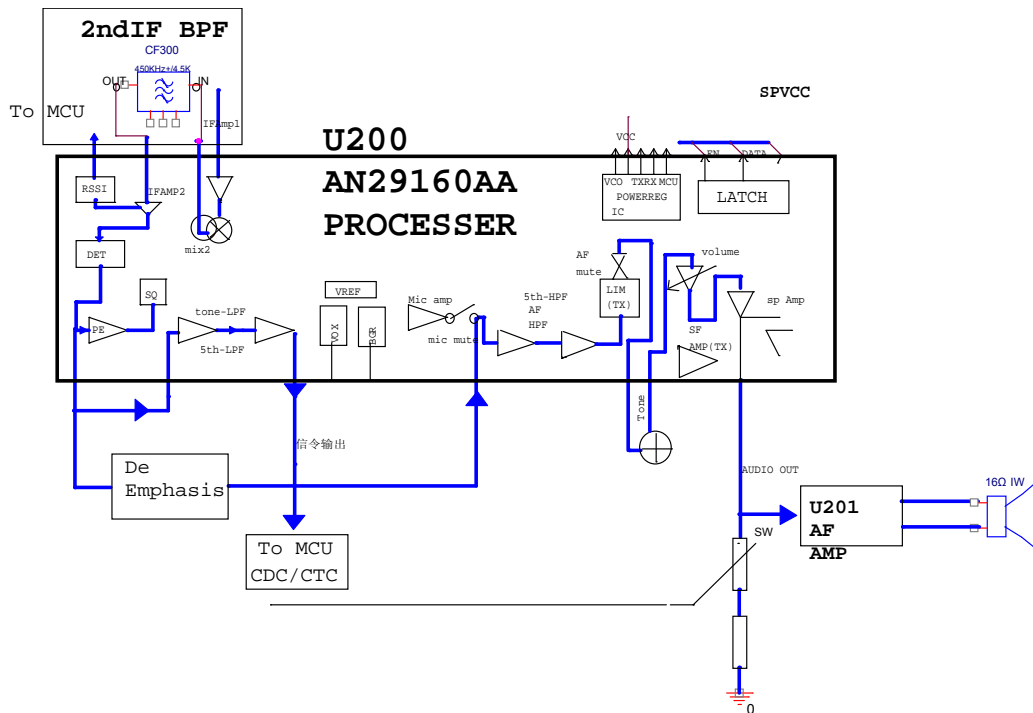 2ndIF BPF
CF300
450KHz+/4.5K
OUT
IN
To MCU
IFAmp1
SPVCC
U200
AN29160AA
PROCESSER
VCC
EN
DATA
RSSI
IFAMP2
VCO
TXRX
MCU
POWERREG
IC
LATCH
mix2
DET
AF
mute
volume
SQ
VREF
LIM
(TX)
PE
tone-LPF
5th-LPF
VOX
BGR
Mic amp
mic mute
5th-HPF
AF
HPF
SF
AMP(TX)
sp Amp
Tone
信令输出
De
Emphasis
AUDIO OUT
16Ω IW
U201
AF
AMP
SW
To MCU
CDC/CTC
0